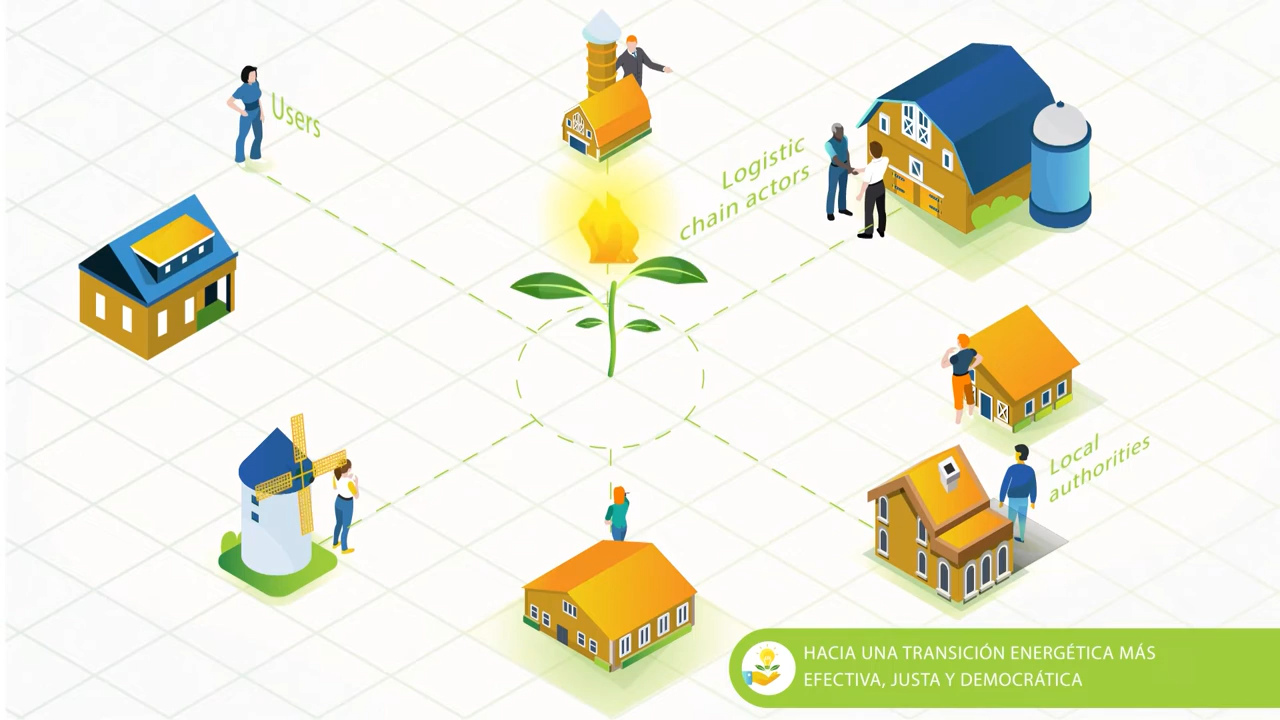 Users
Logistic
chain actors
Local
authorities
HACIA UNA TRANSICIÓN ENERGÉTICA MÁS
EFECTIVA, JUSTA Y DEMOCRÁTICA